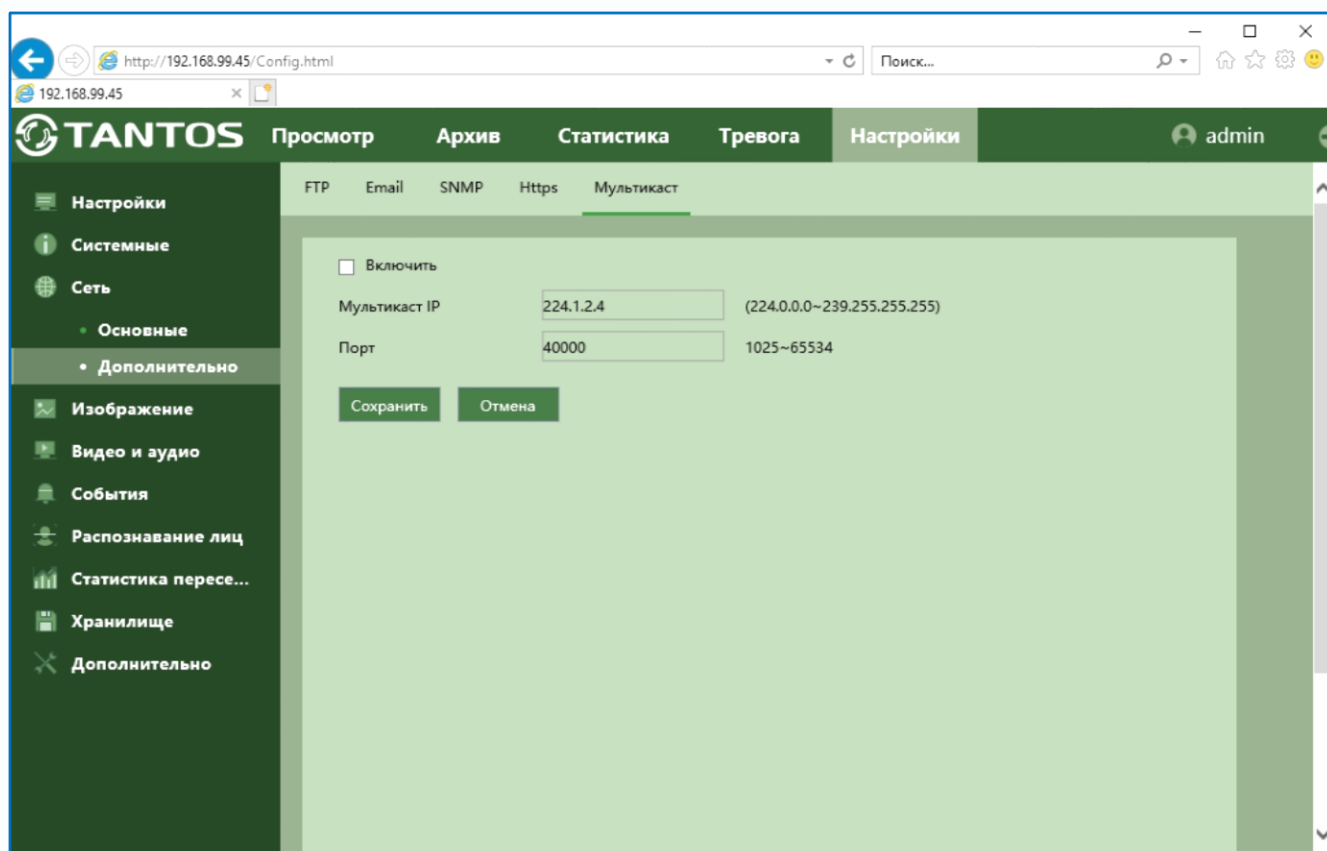 http://192.168.99.45/Config.html
Поиск...
192.168.99.45
TANTOS
Просмотр
Архив
Статистика
Тревога
Настройки
admin
FTP
Email
SNMP
Https
Мультикаст
Настройки
Системные
Сеть
Основные
Дополнительно
Изображение
Видео и аудио
События
Распознавание лиц
Статистика пересе...
Хранилище
Дополнительно
Включить
Мультикаст IP 224.1.2.4 (224.0.0.0~239.255.255.255)
Порт 40000 1025~65534
Сохранить Отмена